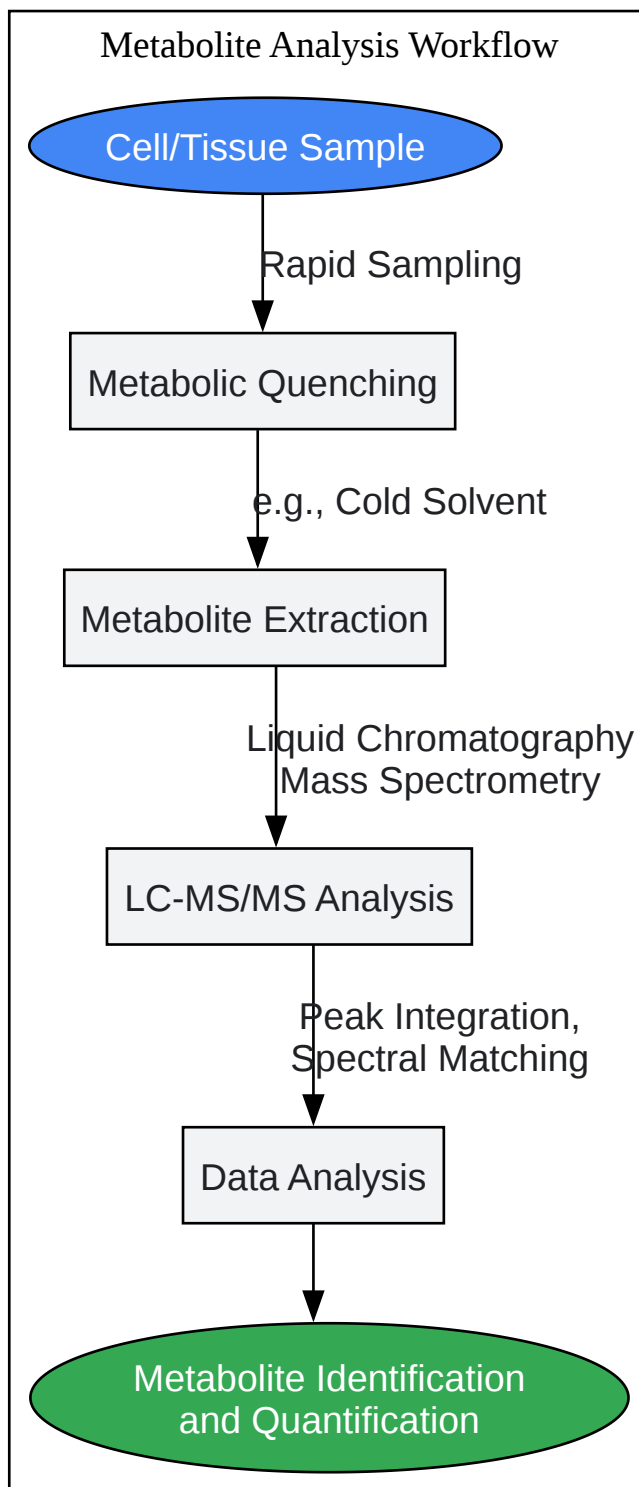 Metabolite Analysis Workflow
Cell/Tissue Sample
Rapid Sampling
Metabolic Quenching
e.g., Cold Solvent
Metabolite Extraction
Liquid Chromatography
Mass Spectrometry
LC-MS/MS Analysis
Peak Integration,
Spectral Matching
Data Analysis
Metabolite Identification
and Quantification